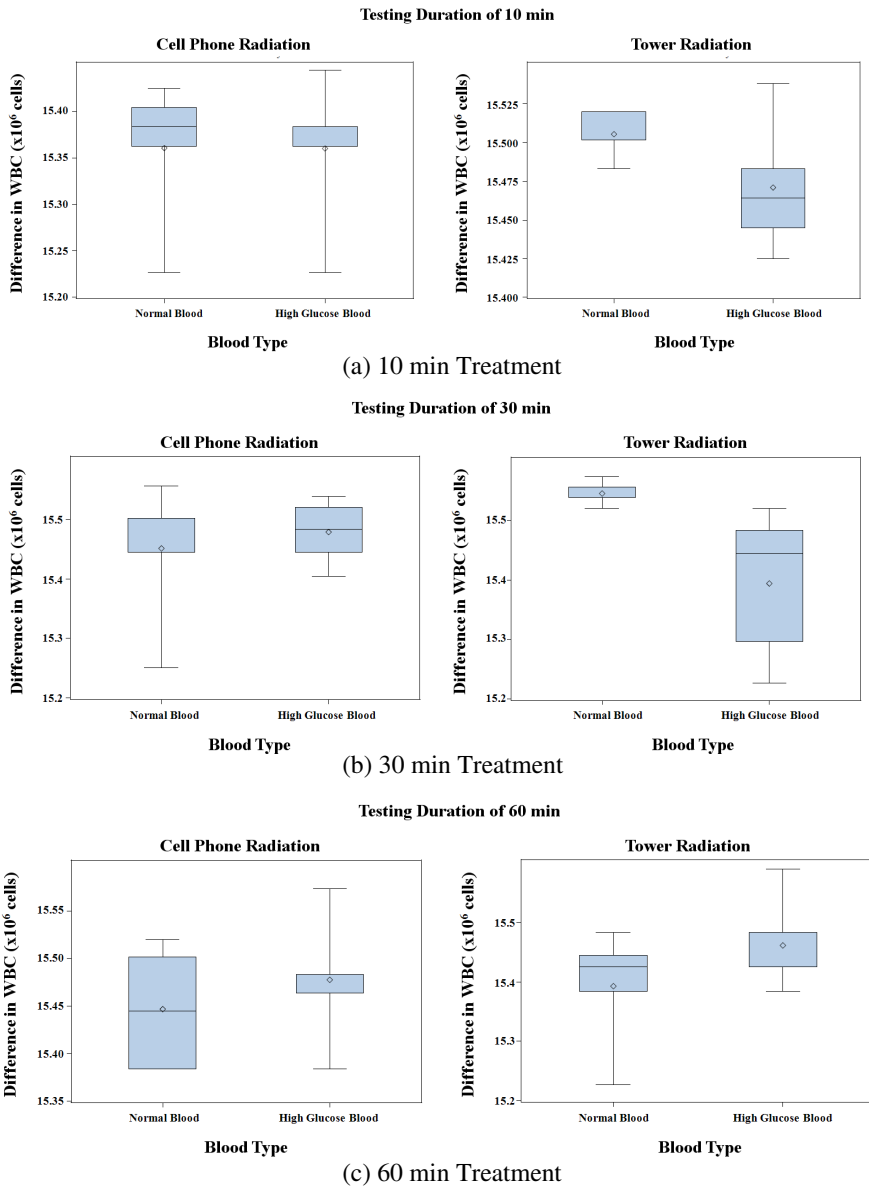 Testing Duration of 10 min
Cell Phone Radiation
Tower Radiation
Difference in WBC (x10⁶ cells)
15.40
15.35
15.30
15.25
15.20
Normal Blood
High Glucose Blood
Blood Type
Difference in WBC (x10⁶ cells)
15.525
15.500
15.475
15.450
15.425
15.400
Normal Blood
High Glucose Blood
Blood Type
(a) 10 min Treatment
Testing Duration of 30 min
Cell Phone Radiation
Tower Radiation
Difference in WBC (x10⁶ cells)
15.5
15.4
15.3
15.2
Normal Blood
High Glucose Blood
Blood Type
Difference in WBC (x10⁶ cells)
15.5
15.4
15.3
15.2
Normal Blood
High Glucose Blood
Blood Type
(b) 30 min Treatment
Testing Duration of 60 min
Cell Phone Radiation
Tower Radiation
Difference in WBC (x10⁶ cells)
15.55
15.50
15.45
15.40
15.35
Normal Blood
High Glucose Blood
Blood Type
Difference in WBC (x10⁶ cells)
15.5
15.4
15.3
15.2
Normal Blood
High Glucose Blood
Blood Type
(c) 60 min Treatment